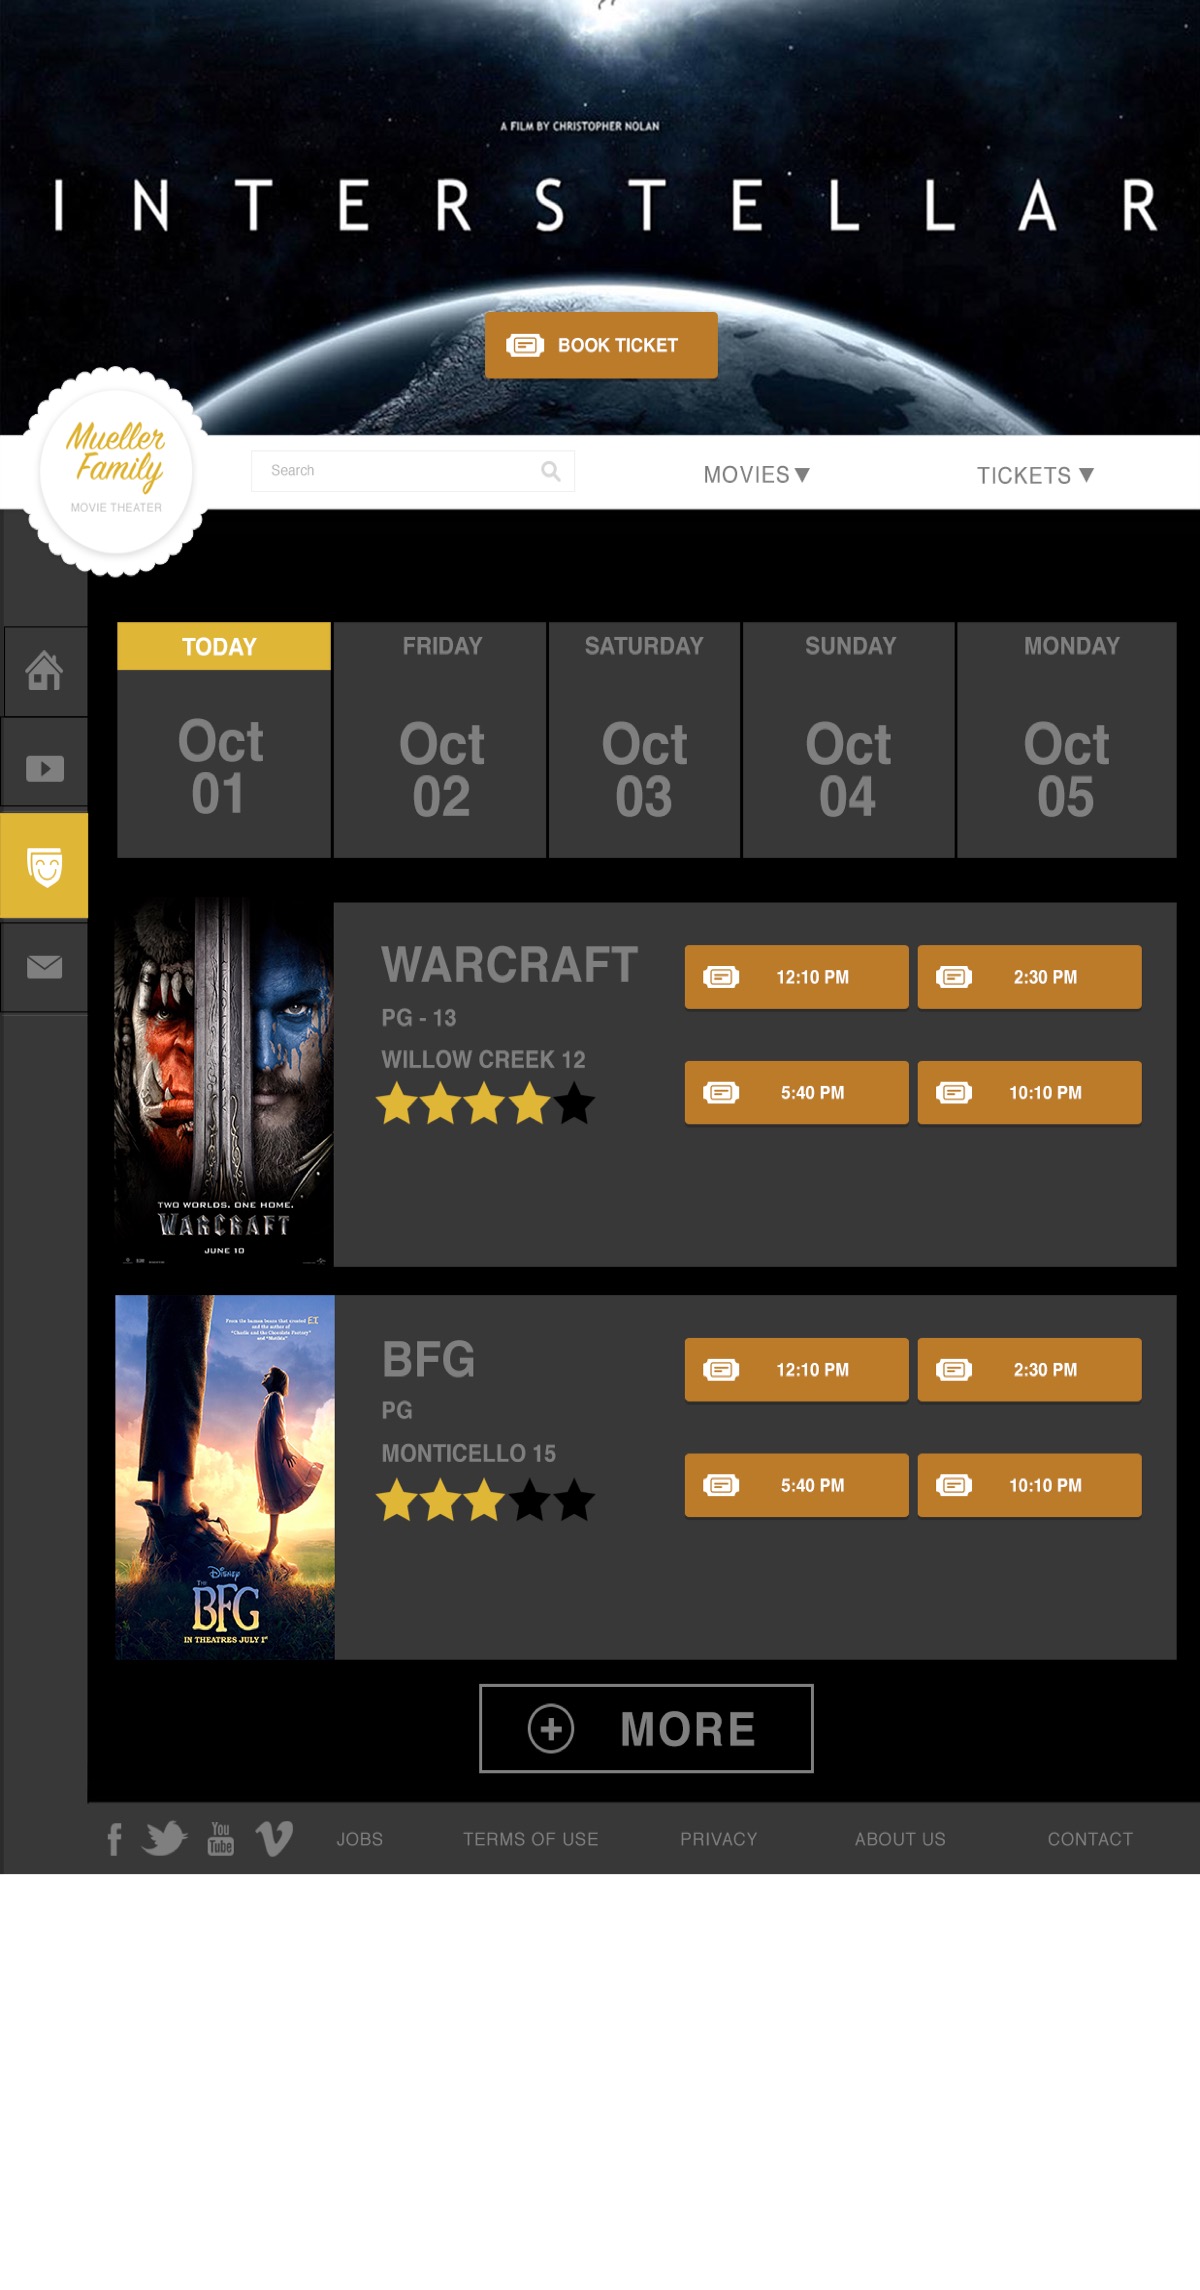 A FILM BY CHRISTOPHER NOLAN
INTERSTELLAR
BOOK TICKET
Mueller
Family
MOVIE THEATER
Search
MOVIES
TICKETS
TODAY
Oct
01
FRIDAY
Oct
02
SATURDAY
Oct
03
SUNDAY
Oct
04
MONDAY
Oct
05
TWO WORLDS. ONE HOME.
WARCRAFT
JUNE 10
WARCRAFT
PG - 13
WILLOW CREEK 12
12:10 PM
2:30 PM
5:40 PM
10:10 PM
From the human beans that created E.T.
and the author of
"Charlie and the Chocolate Factory"
and "Matilda"
Disney
THE
BFG
IN THEATRES JULY 1st
BFG
PG
MONTICELLO 15
12:10 PM
2:30 PM
5:40 PM
10:10 PM
MORE
You
Tube
JOBS
TERMS OF USE
PRIVACY
ABOUT US
CONTACT